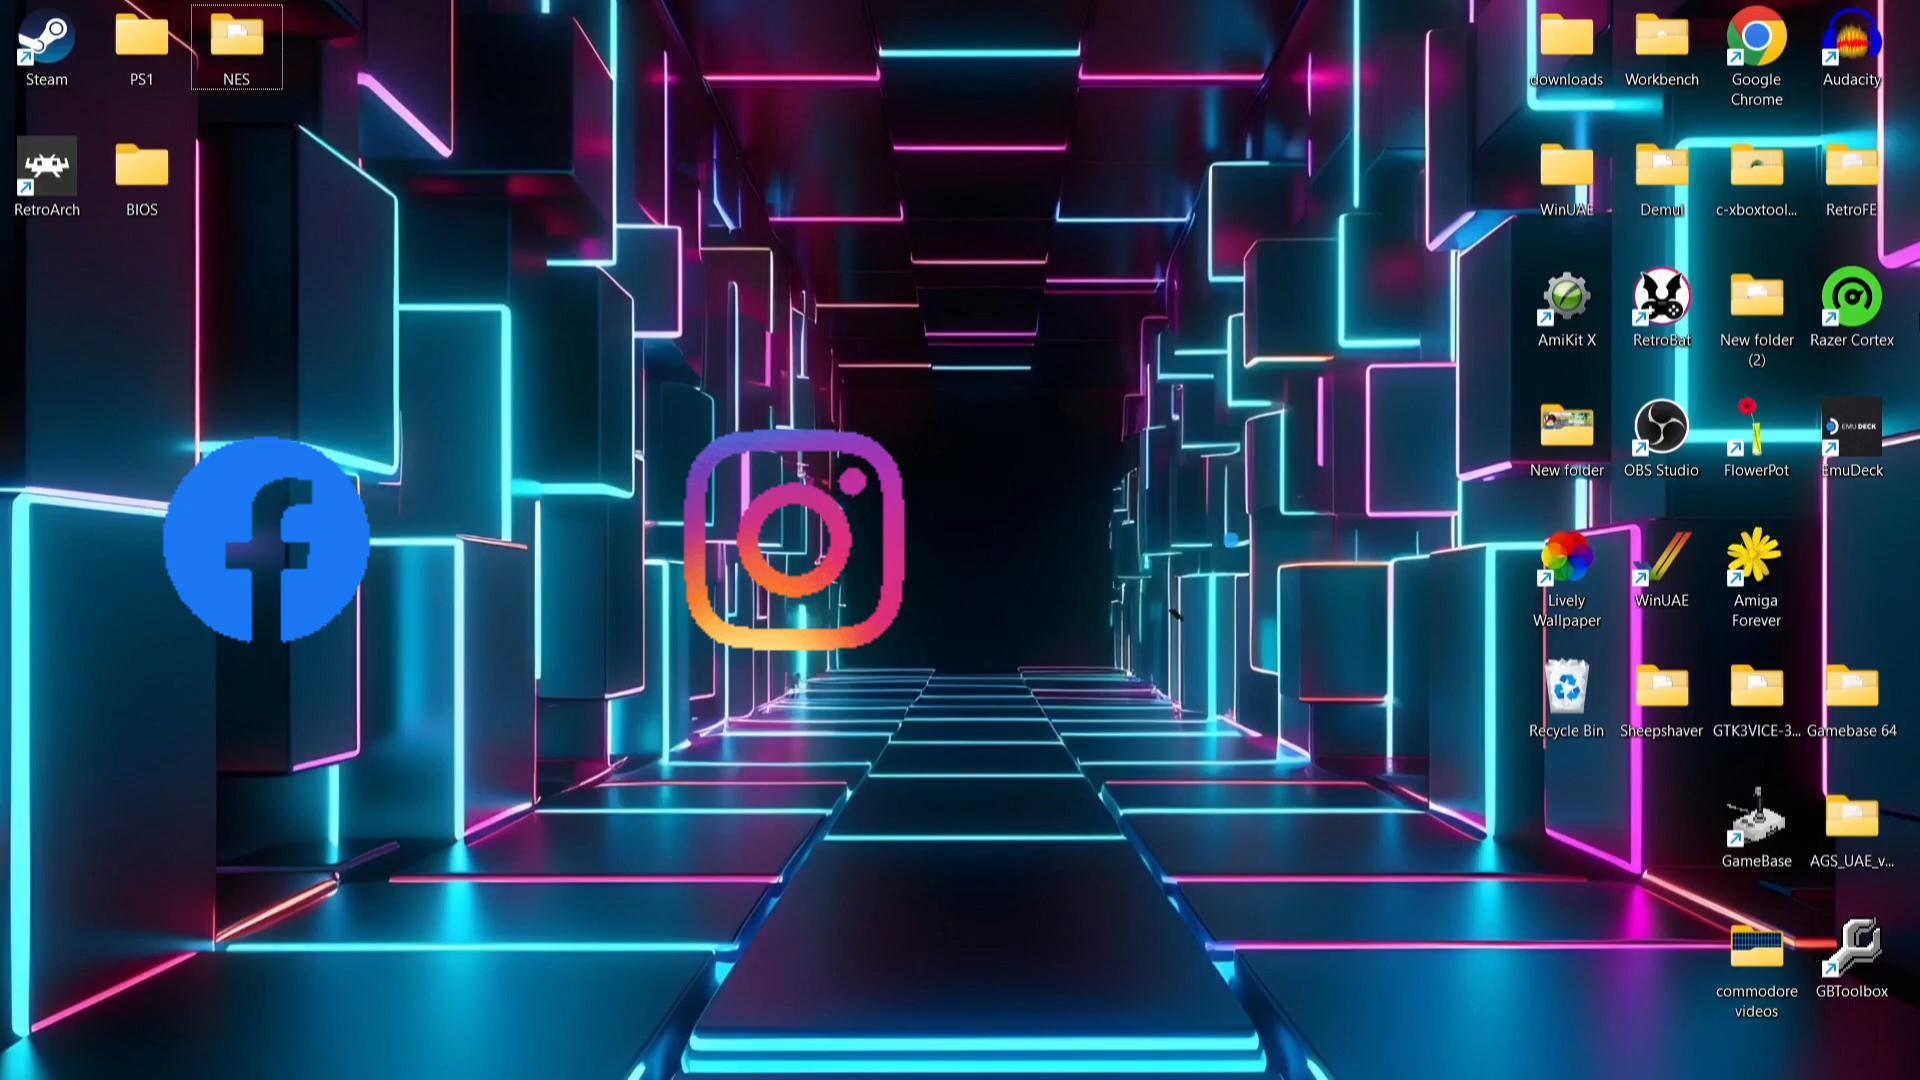 Steam
PS1
NES
downloads
Workbench
Google
Chrome
Audacity
RetroArch
BIOS
WinUAE
Demul
c-xboxtool...
RetroFE
AmiKit X
RetroBat
New folder
(2)
Razer Cortex
New folder
OBS Studio
FlowerPot
EMU DECK
EmuDeck
Lively
Wallpaper
WinUAE
Amiga
Forever
Recycle Bin
Sheepshaver
GTK3VICE-3...
Gamebase 64
GameBase
AGS_UAE_v...
commodore
videos
GBToolbox